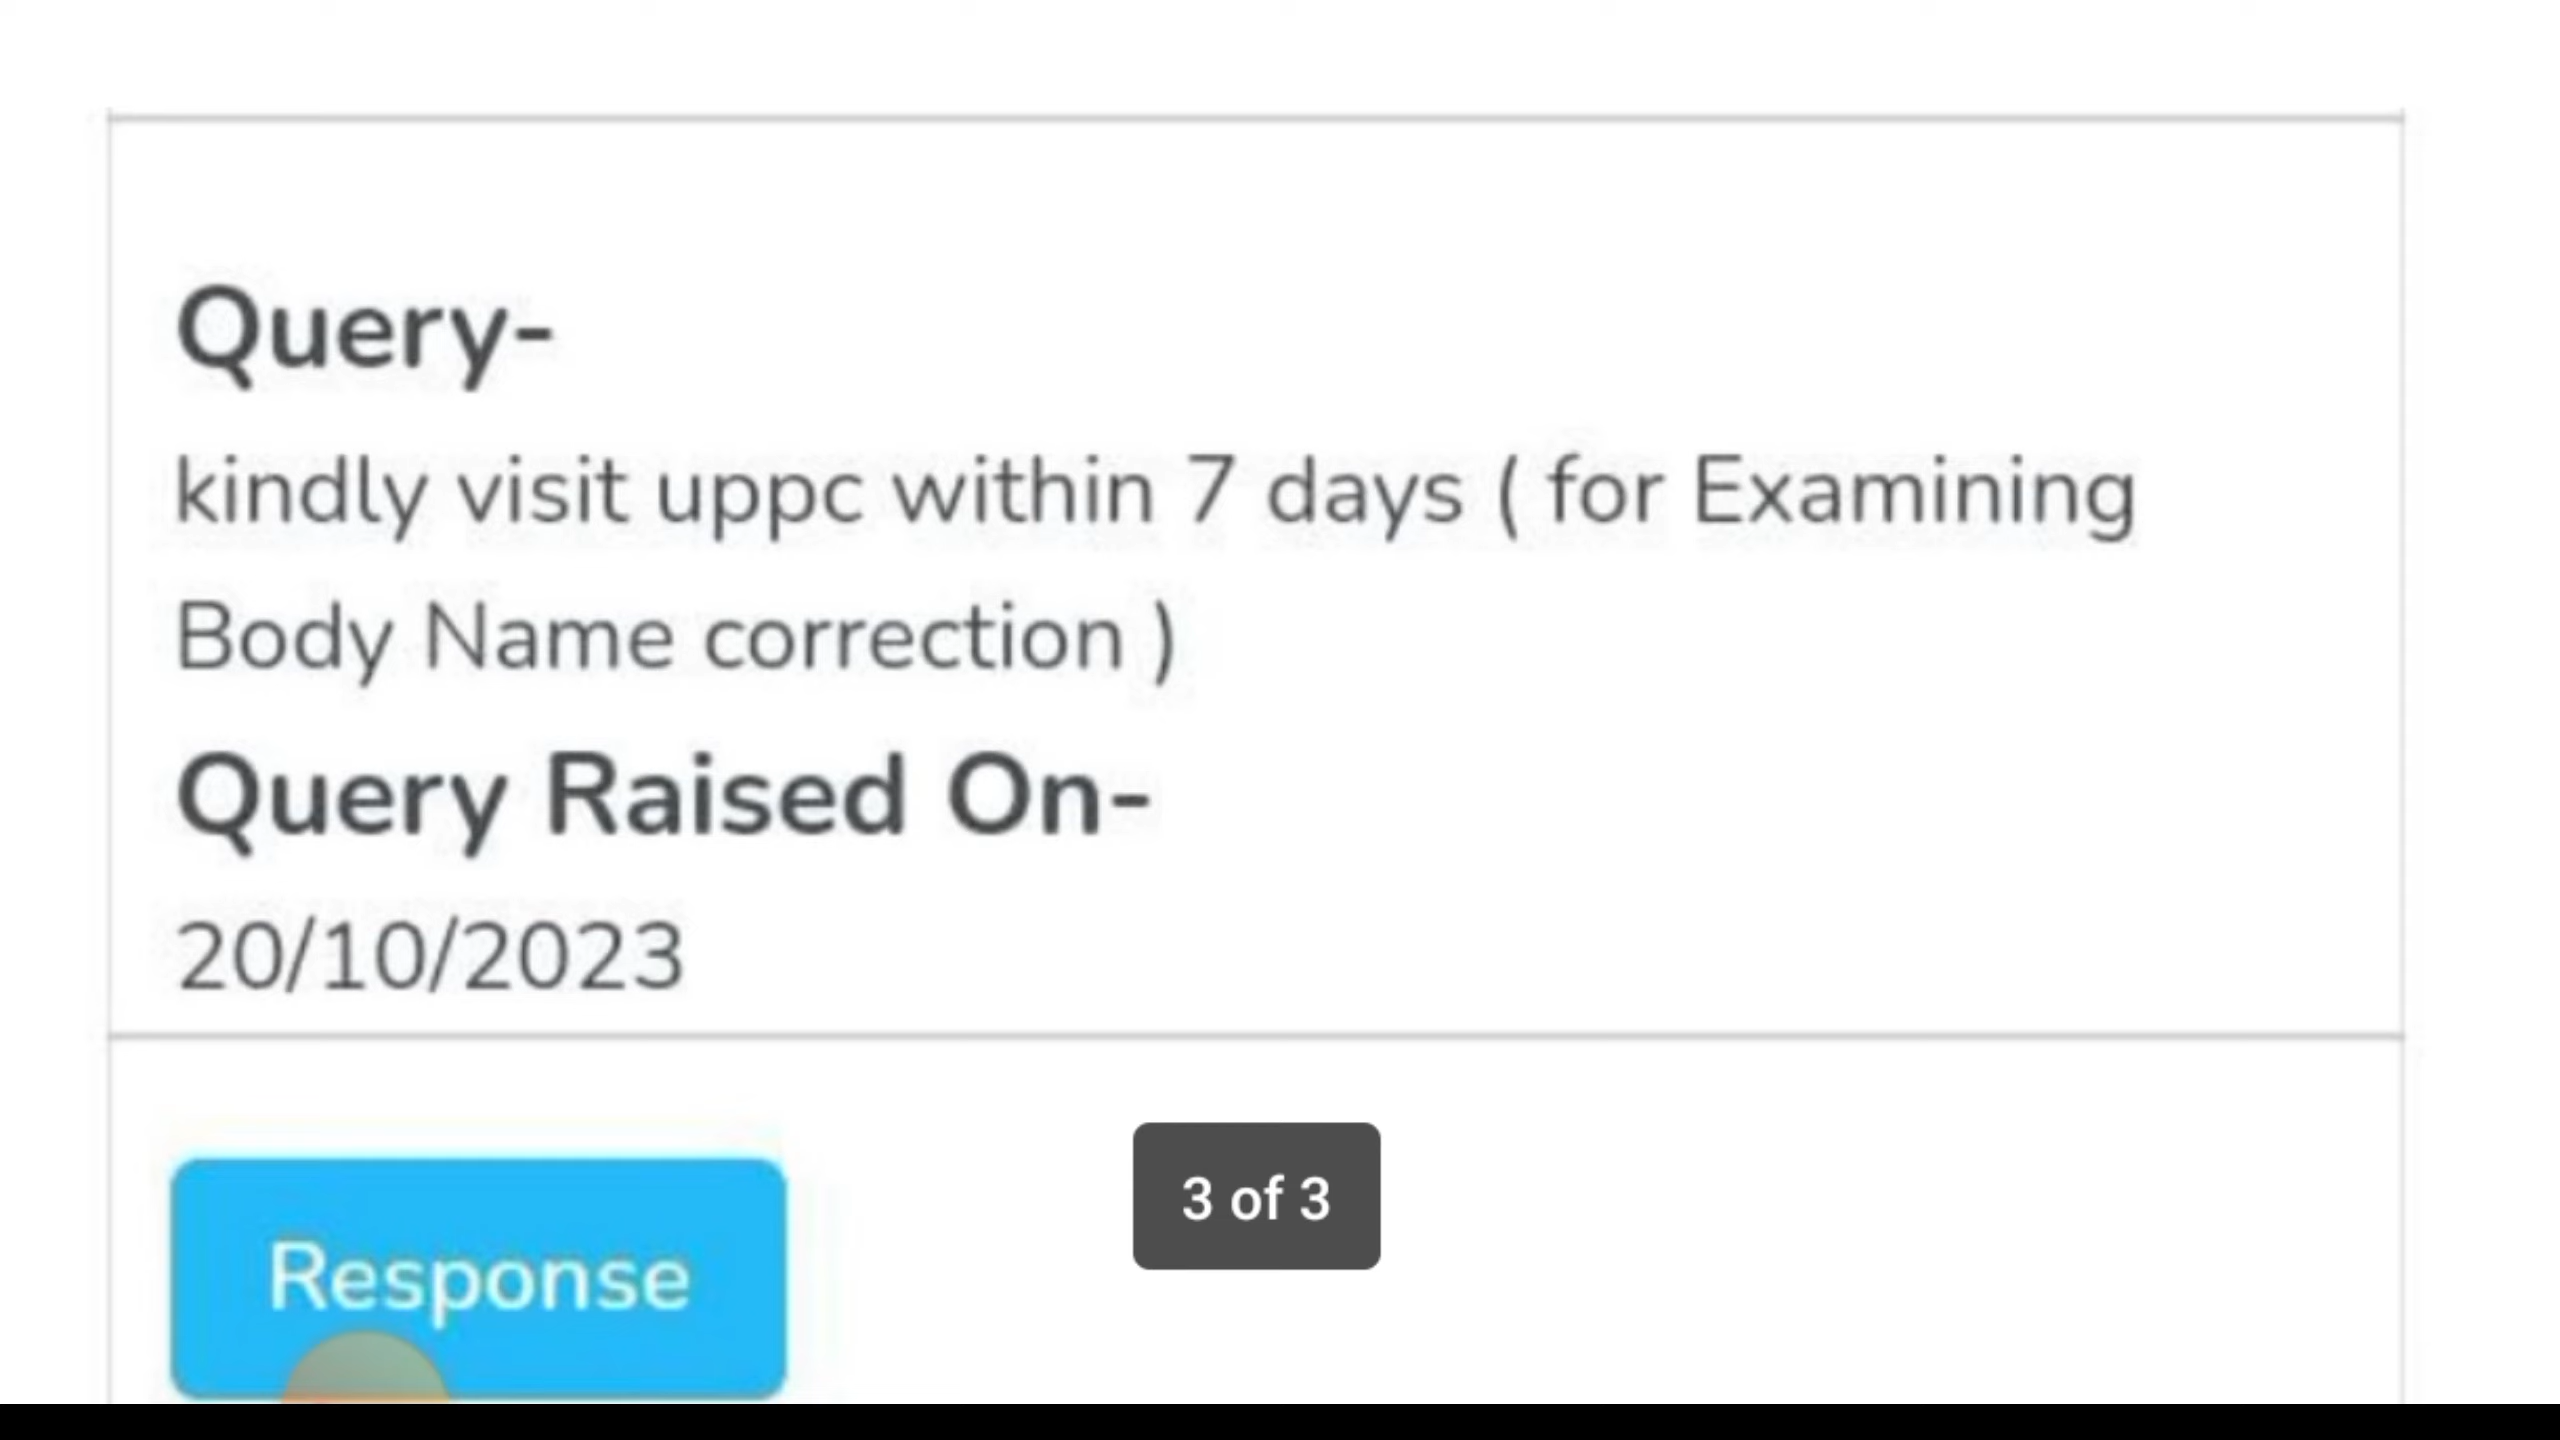 Query-
kindly visit uppc within 7 days ( for Examining
Body Name correction )
Query Raised On-
20/10/2023
Response
3 of 3